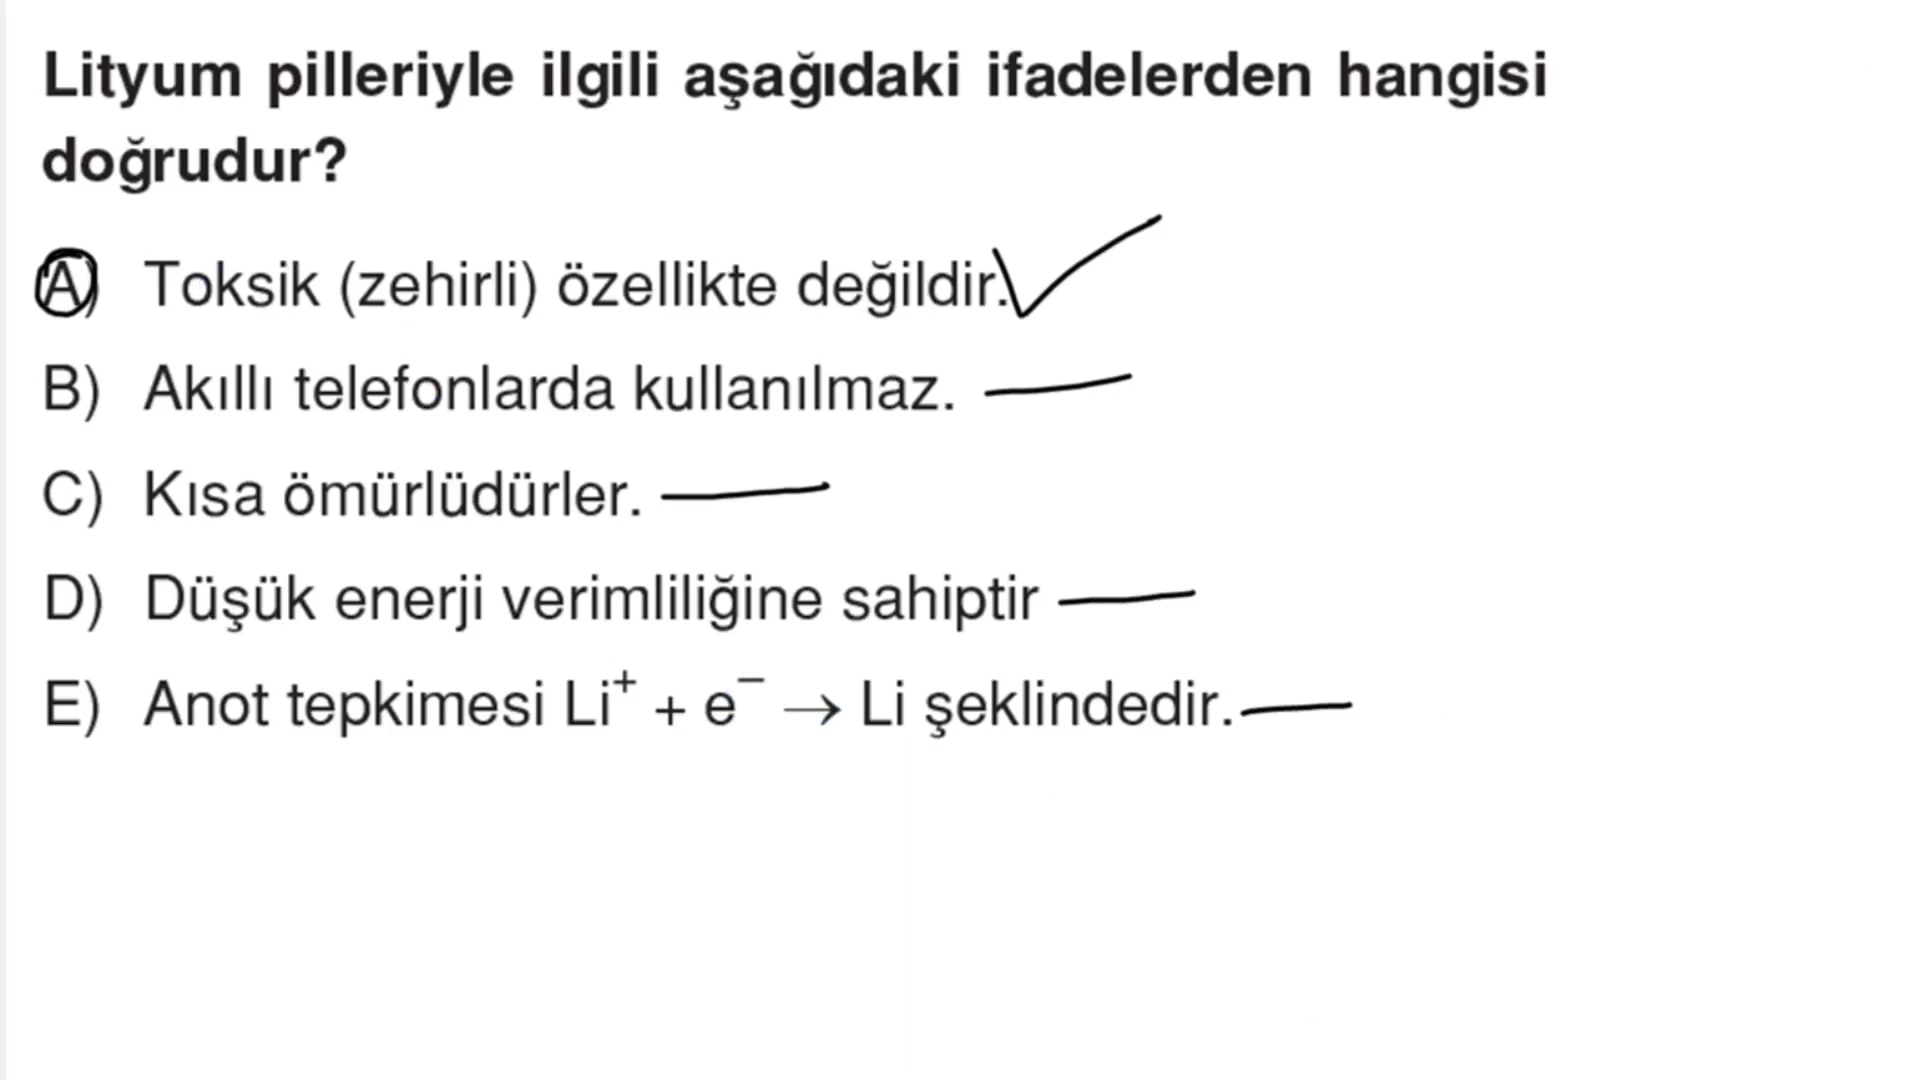 Lityum pilleriyle ilgili aşağıdaki ifadelerden hangisi
doğrudur?
A) Toksik (zehirli) özellikte değildir.
B) Akıllı telefonlarda kullanılmaz.
C) Kısa ömürlüdürler.
D) Düşük enerji verimliliğine sahiptir
E) Anot tepkimesi Li⁺ + e⁻ → Li şeklindedir.